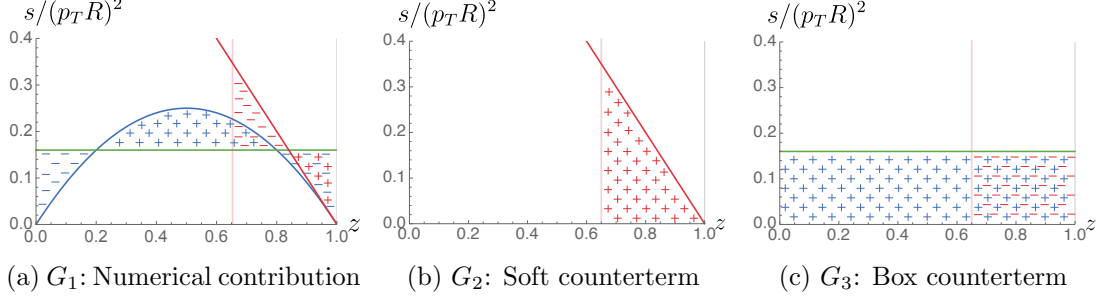 s/(p_T R)^2 s/(p_T R)^2 s/(p_T R)^2
0.4 0.4 0.4
0.3 0.3 0.3
0.2 0.2 0.2
0.1 0.1 0.1
0.0 0.0 0.0
0.0 0.2 0.4 0.6 0.8 1.0 z 0.0 0.2 0.4 0.6 0.8 1.0 z 0.0 0.2 0.4 0.6 0.8 1.0 z
(a) G_1: Numerical contribution (b) G_2: Soft counterterm (c) G_3: Box counterterm